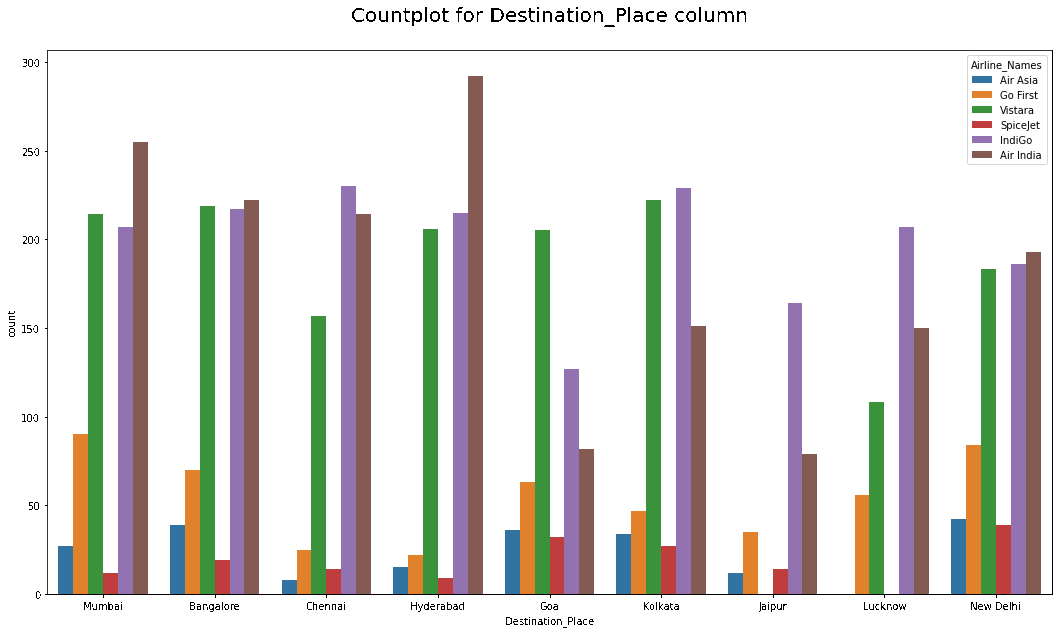 Countplot for Destination_Place column
300
250
200
150
100
50
0
count
Airline_Names
Air Asia
Go First
Vistara
SpiceJet
IndiGo
Air India
Mumbai Bangalore Chennai Hyderabad Goa Kolkata Jaipur Lucknow New Delhi
Destination_Place